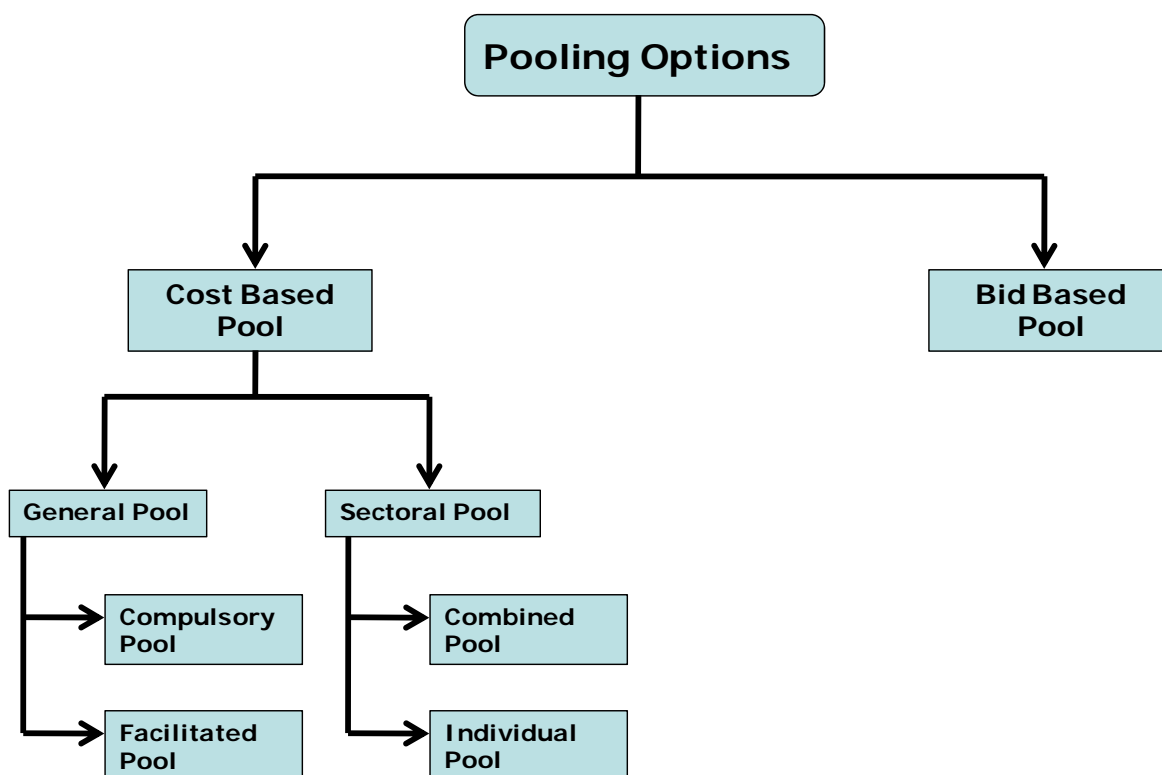 Pooling Options
Cost Based
Pool
Bid Based
Pool
General Pool
Sectoral Pool
Compulsory
Pool
Combined
Pool
Facilitated
Pool
Individual
Pool